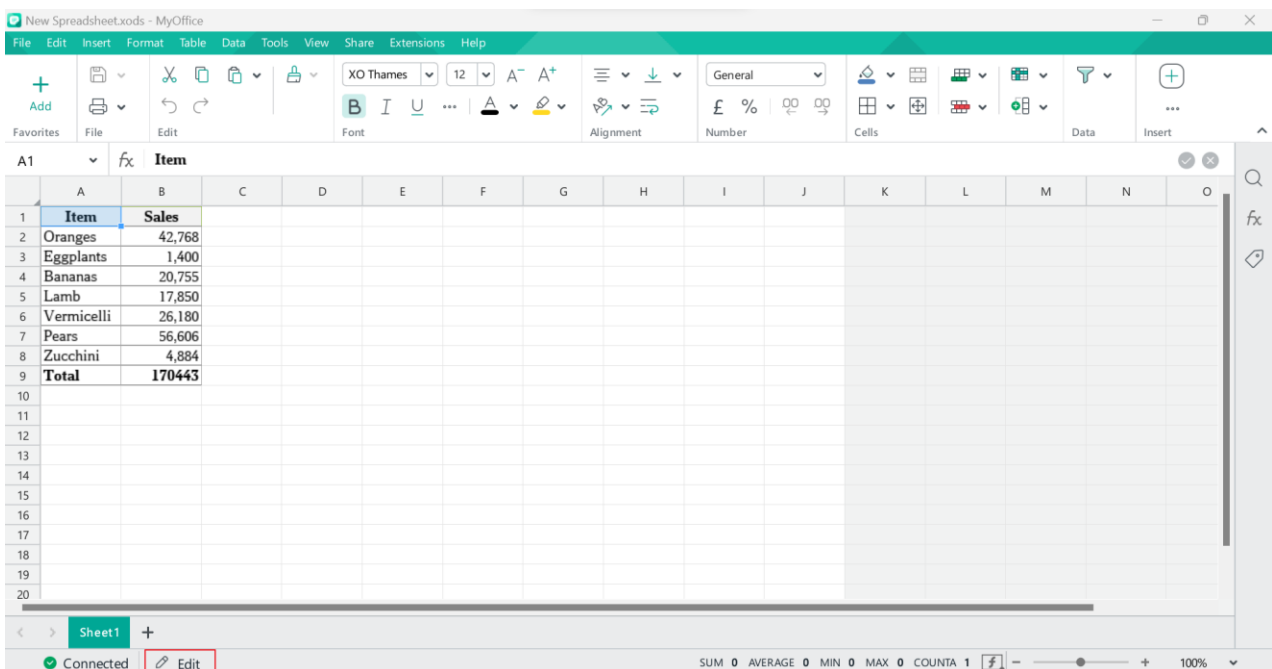 New Spreadsheet.xods - MyOffice
File Edit Insert Format Table Data Tools View Share Extensions Help
XO Thames 12 A⁻ A⁺ General
Add B I U ... A £ % 00 00 ...
Favorites File Edit Font Alignment Number Cells Data Insert
A1 fx Item
A B C D E F G H I J K L M N O
1 Item Sales
2 Oranges 42,768
3 Eggplants 1,400
4 Bananas 20,755
5 Lamb 17,850
6 Vermicelli 26,180
7 Pears 56,606
8 Zucchini 4,884
9 Total 170443
10
11
12
13
14
15
16
17
18
19
20
fx
Sheet1 +
Connected Edit SUM 0 AVERAGE 0 MIN 0 MAX 0 COUNTA 1 f - + 100%